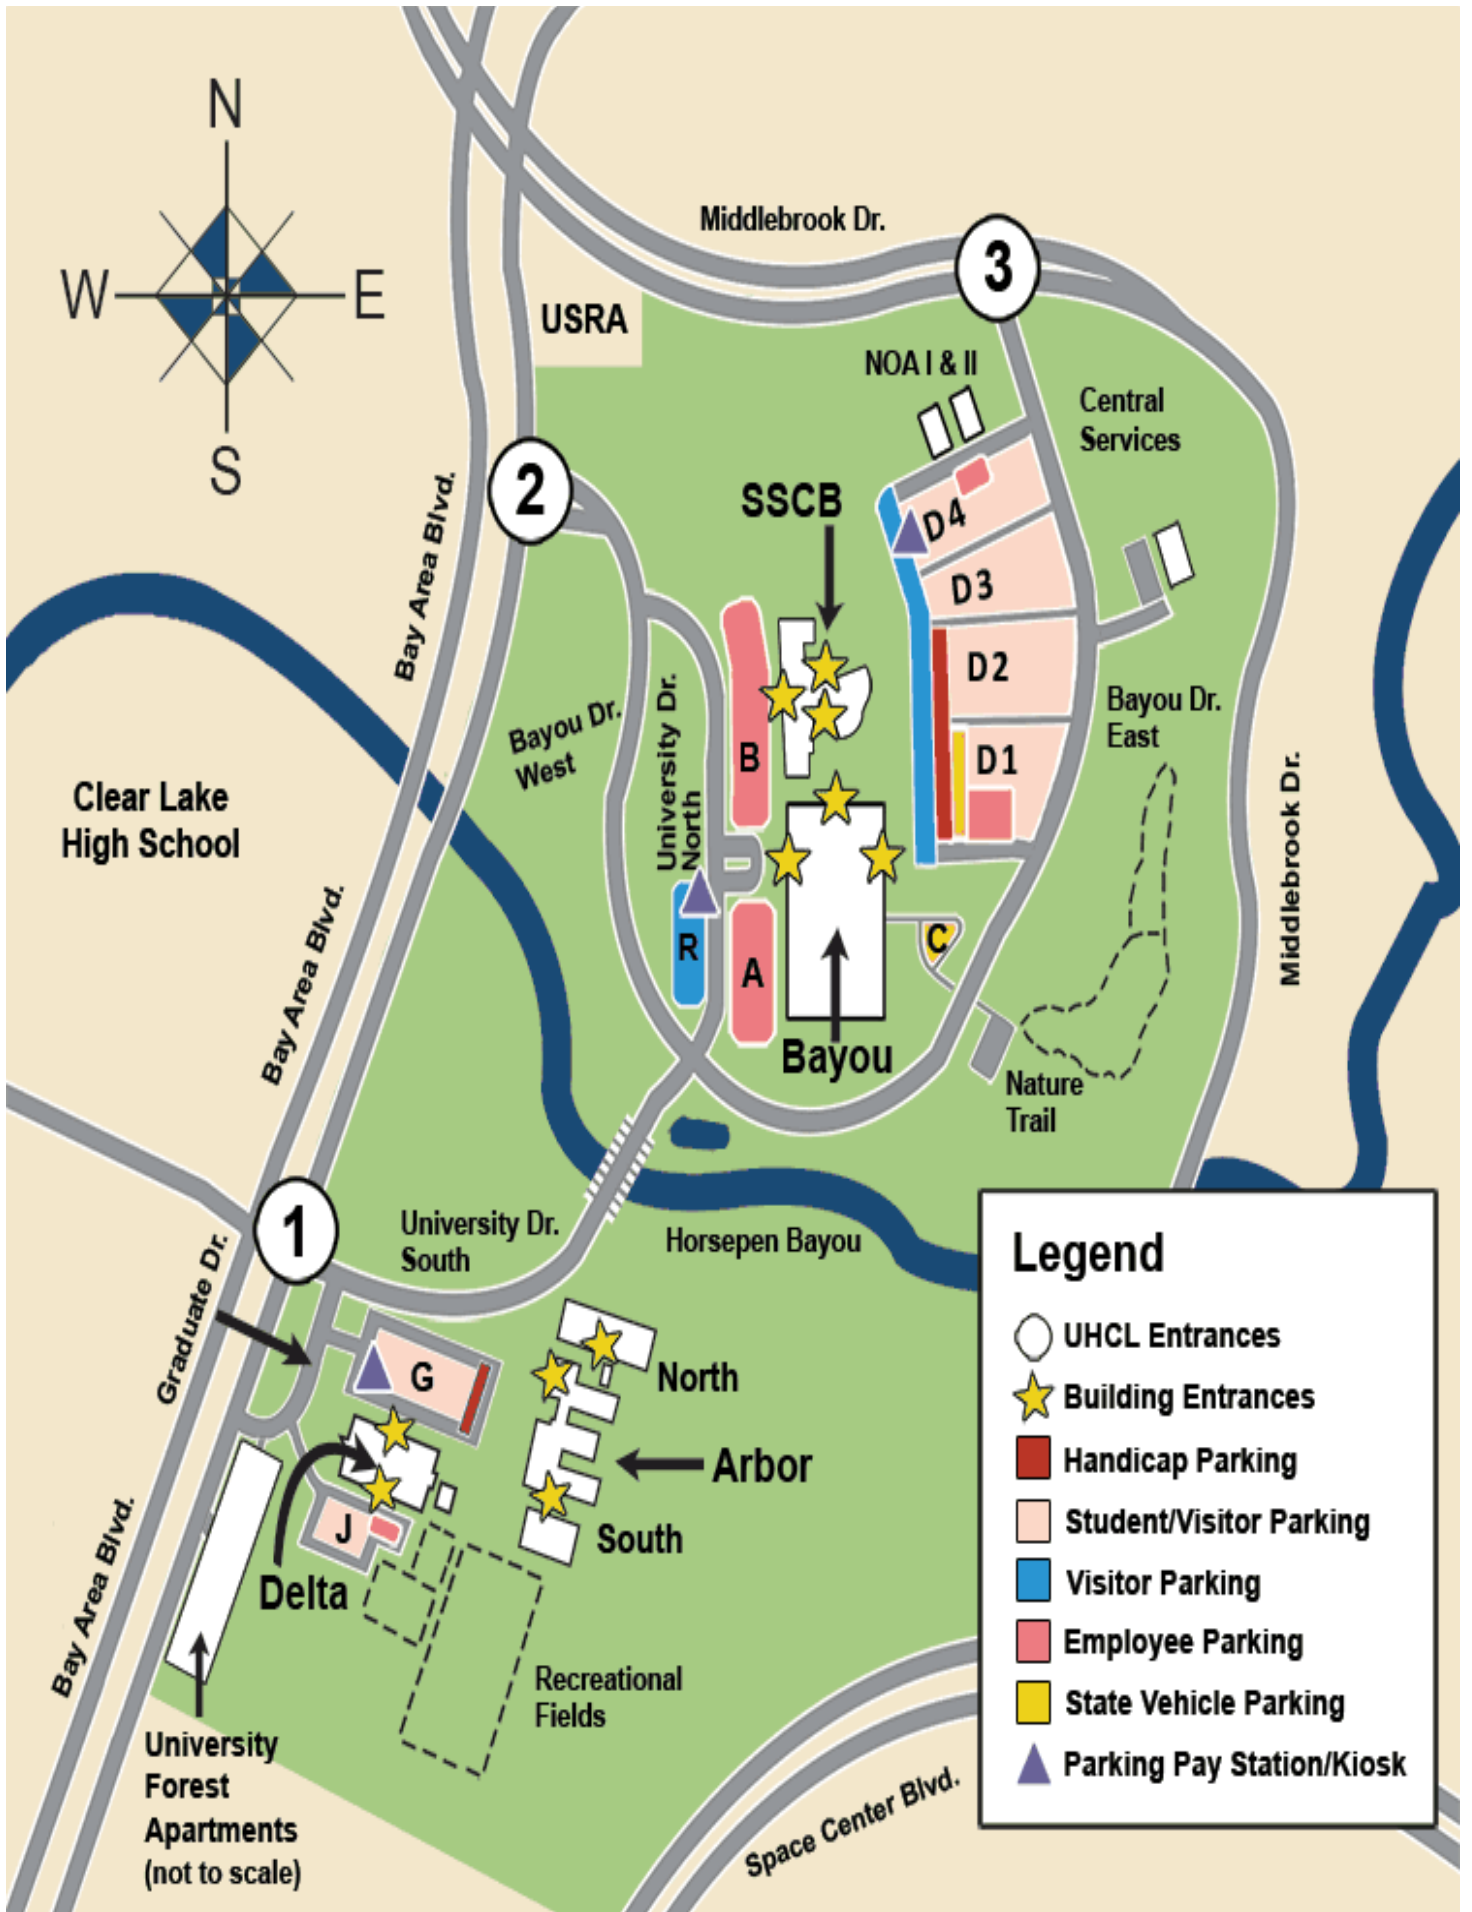 N
W
E
S
Middlebrook Dr.
3
USRA
NOA I & II
Central
Services
2
SSCB
D4
Bay Area Blvd.
D3
D2
Bayou Dr.
West
University Dr.
North
B
D1
Bayou Dr.
East
Clear Lake
High School
Middlebrook Dr.
Bay Area Blvd.
R
A
C
Bayou
Nature
Trail
1
University Dr.
South
Horsepen Bayou
Graduate Dr.
G
North
Arbor
J
South
Delta
Bay Area Blvd.
Recreational
Fields
University
Forest
Apartments
(not to scale)
Space Center Blvd.
Legend
UHCL Entrances
Building Entrances
Handicap Parking
Student/Visitor Parking
Visitor Parking
Employee Parking
State Vehicle Parking
Parking Pay Station/Kiosk